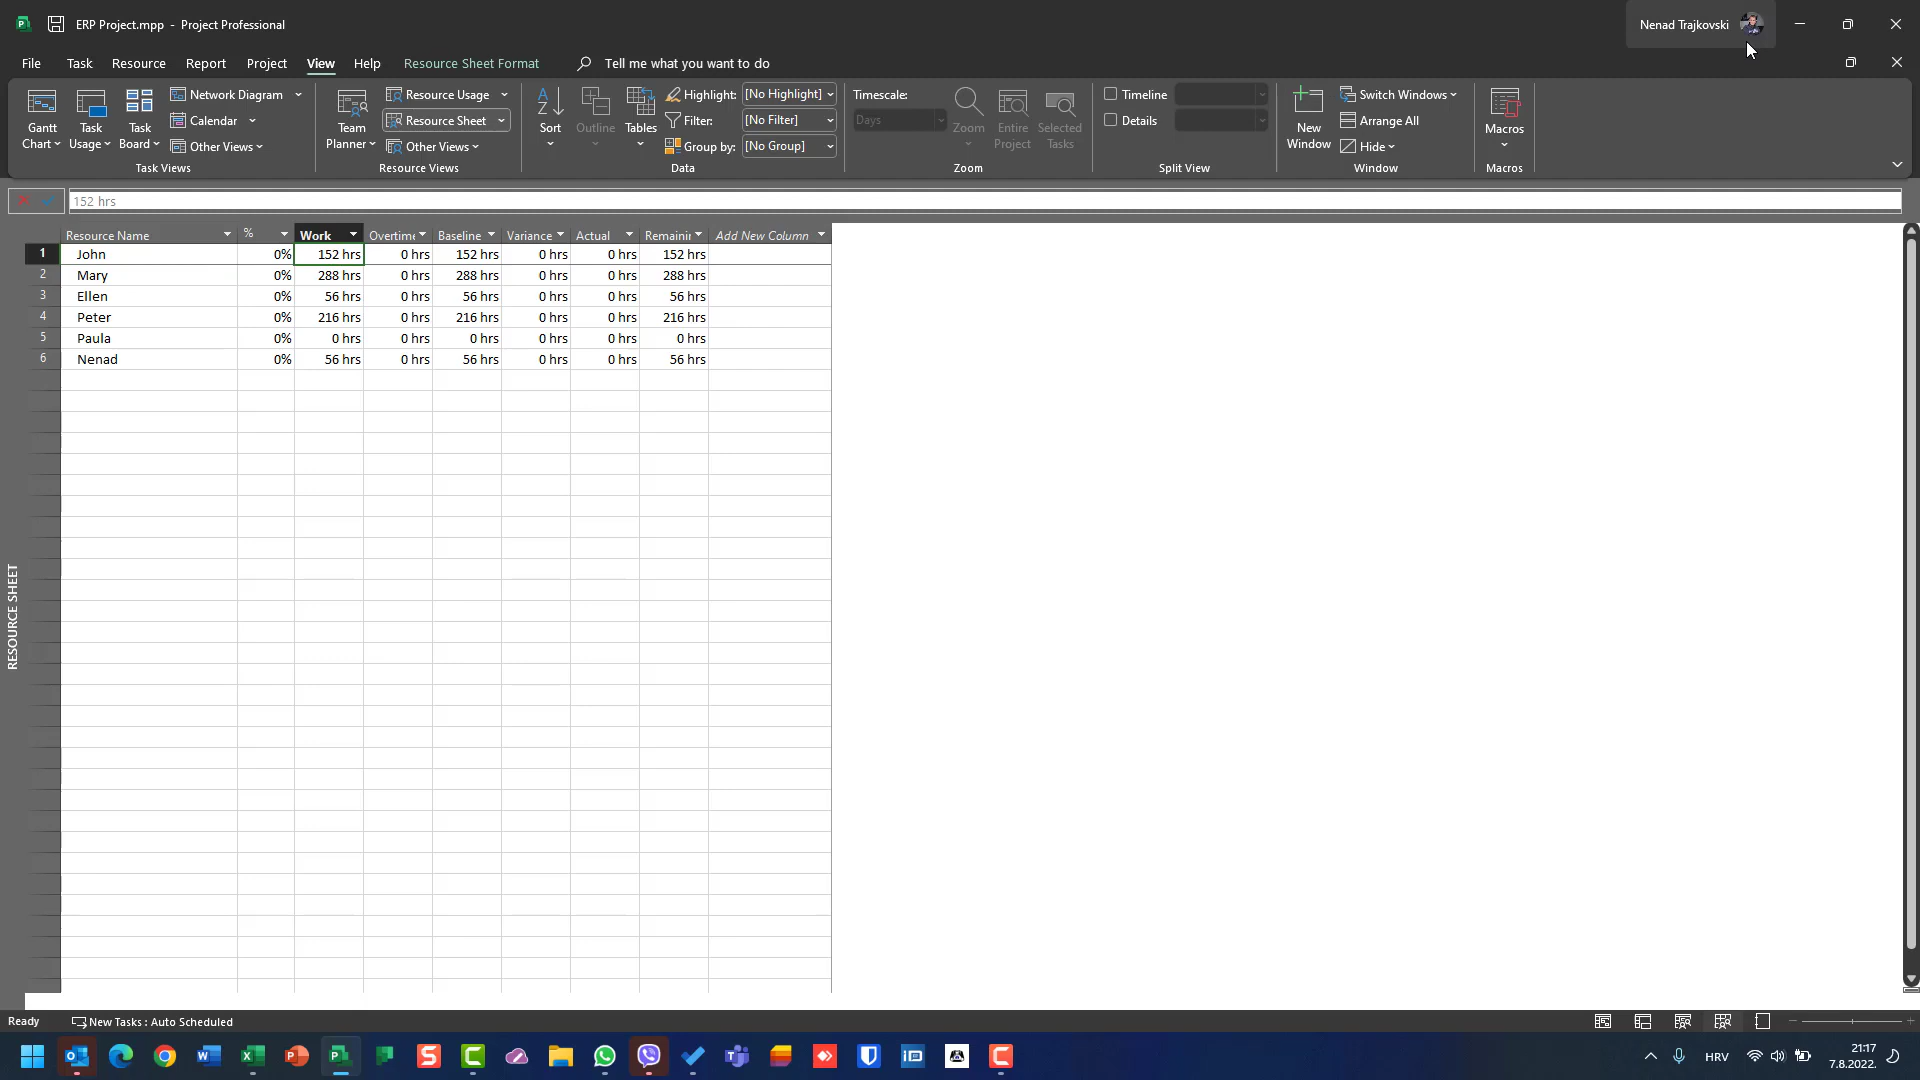 ERP Project.mpp - Project Professional
Nenad Trajkovski
File Task Resource Report Project View Help Resource Sheet Format Tell me what you want to do
Gantt Chart
Task Usage
Task Board
Network Diagram
Calendar
Other Views
Task Views
Team Planner
Resource Usage
Resource Sheet
Other Views
Resource Views
Sort
Outline
Tables
Highlight: [No Highlight]
Filter: [No Filter]
Group by: [No Group]
Data
Timescale:
Days
Zoom
Entire Project
Selected Tasks
Zoom
Timeline
Details
Split View
New Window
Switch Windows
Arrange All
Hide
Window
Macros
Macros
152 hrs
Resource Name % Work Overtime Baseline Variance Actual Remaini Add New Column
1 John 0% 152 hrs 0 hrs 152 hrs 0 hrs 0 hrs 152 hrs
2 Mary 0% 288 hrs 0 hrs 288 hrs 0 hrs 0 hrs 288 hrs
3 Ellen 0% 56 hrs 0 hrs 56 hrs 0 hrs 0 hrs 56 hrs
4 Peter 0% 216 hrs 0 hrs 216 hrs 0 hrs 0 hrs 216 hrs
5 Paula 0% 0 hrs 0 hrs 0 hrs 0 hrs 0 hrs 0 hrs
6 Nenad 0% 56 hrs 0 hrs 56 hrs 0 hrs 0 hrs 56 hrs
RESOURCE SHEET
Ready New Tasks : Auto Scheduled
HRV
21:17
7.8.2022.